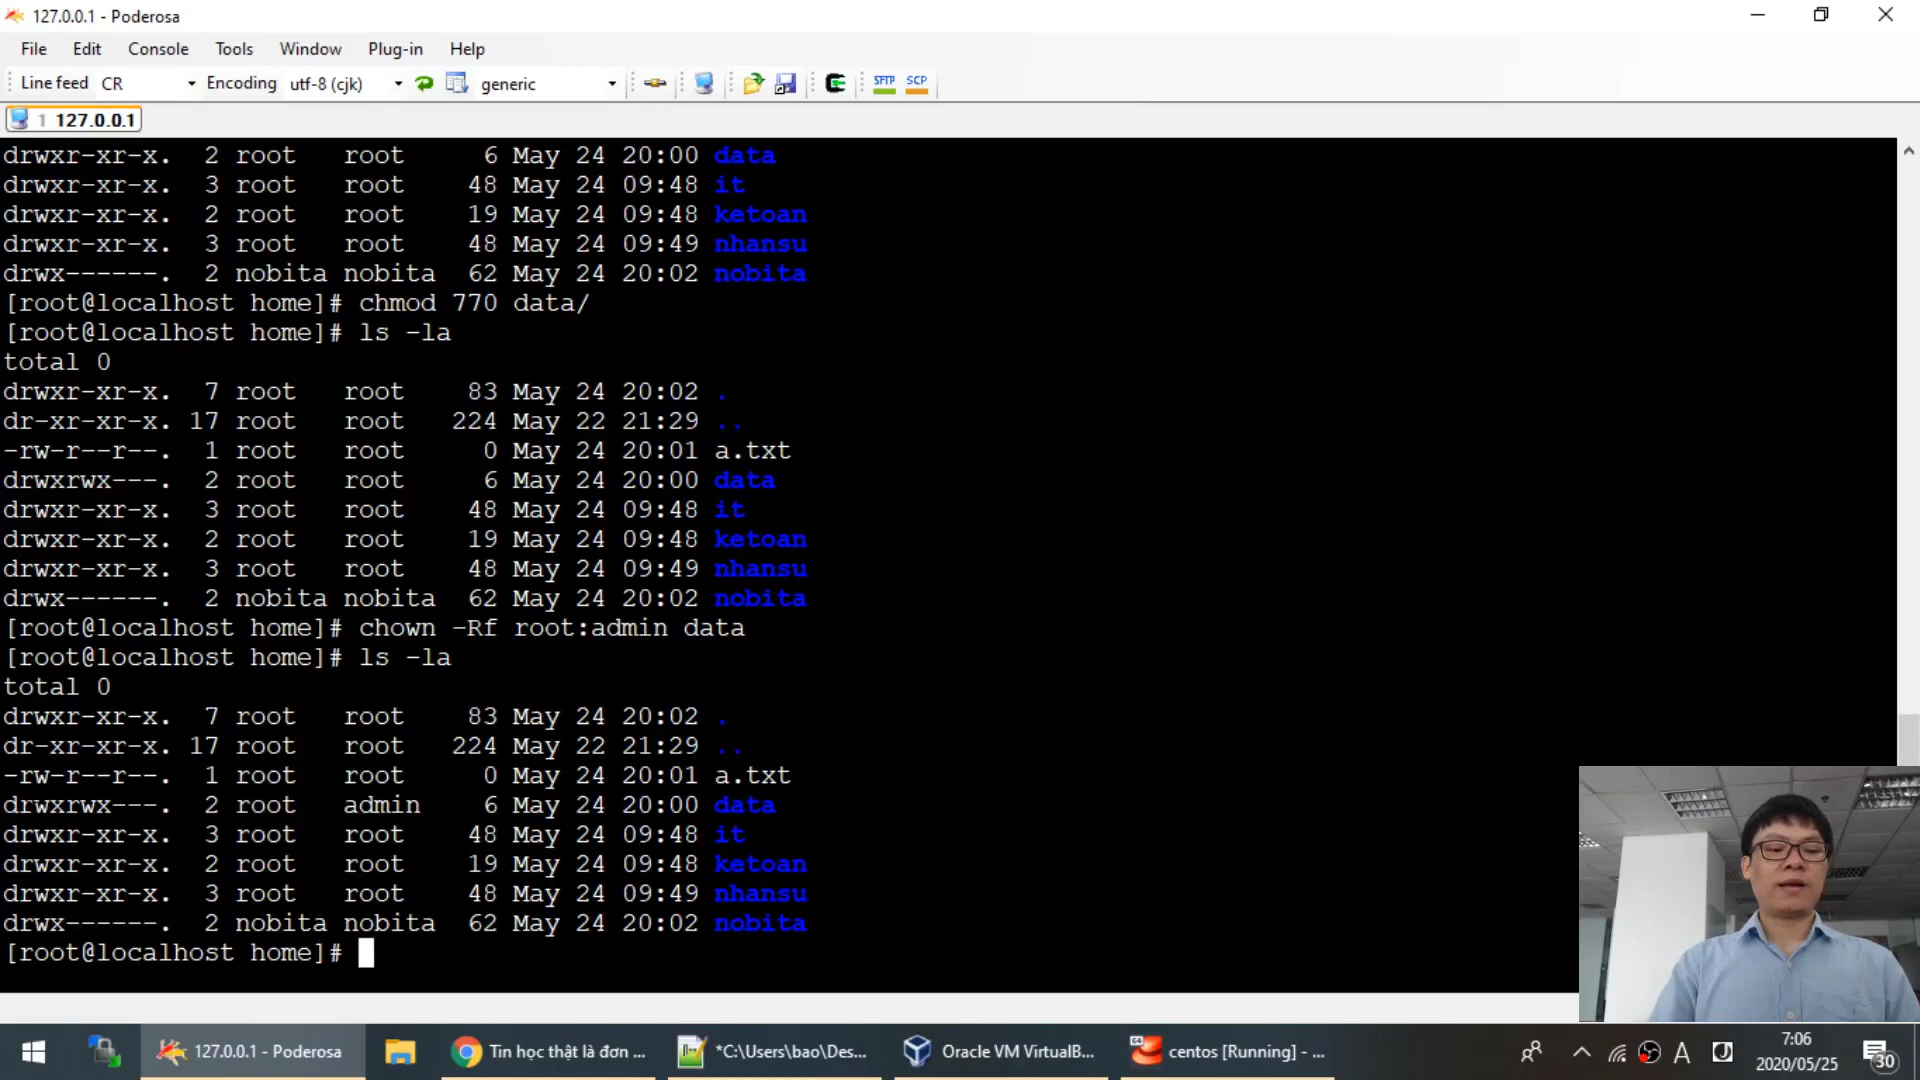 127.0.0.1 - Poderosa
File Edit Console Tools Window Plug-in Help
Line feed CR Encoding utf-8 (cjk) generic SFTP SCP
1 127.0.0.1
drwxr-xr-x. 2 root root 6 May 24 20:00 data
drwxr-xr-x. 3 root root 48 May 24 09:48 it
drwxr-xr-x. 2 root root 19 May 24 09:48 ketoan
drwxr-xr-x. 3 root root 48 May 24 09:49 nhansu
drwx------. 2 nobita nobita 62 May 24 20:02 nobita
[root@localhost home]# chmod 770 data/
[root@localhost home]# ls -la
total 0
drwxr-xr-x. 7 root root 83 May 24 20:02 .
dr-xr-xr-x. 17 root root 224 May 22 21:29 ..
-rw-r--r--. 1 root root 0 May 24 20:01 a.txt
drwxrwx---. 2 root root 6 May 24 20:00 data
drwxr-xr-x. 3 root root 48 May 24 09:48 it
drwxr-xr-x. 2 root root 19 May 24 09:48 ketoan
drwxr-xr-x. 3 root root 48 May 24 09:49 nhansu
drwx------. 2 nobita nobita 62 May 24 20:02 nobita
[root@localhost home]# chown -Rf root:admin data
[root@localhost home]# ls -la
total 0
drwxr-xr-x. 7 root root 83 May 24 20:02 .
dr-xr-xr-x. 17 root root 224 May 22 21:29 ..
-rw-r--r--. 1 root root 0 May 24 20:01 a.txt
drwxrwx---. 2 root admin 6 May 24 20:00 data
drwxr-xr-x. 3 root root 48 May 24 09:48 it
drwxr-xr-x. 2 root root 19 May 24 09:48 ketoan
drwxr-xr-x. 3 root root 48 May 24 09:49 nhansu
drwx------. 2 nobita nobita 62 May 24 20:02 nobita
[root@localhost home]#
127.0.0.1 - Poderosa Tin học thật là đơn ... *C:\Users\bao\Des... Oracle VM VirtualB... 64 centos [Running] - ... A J 7:06
2020/05/25 30